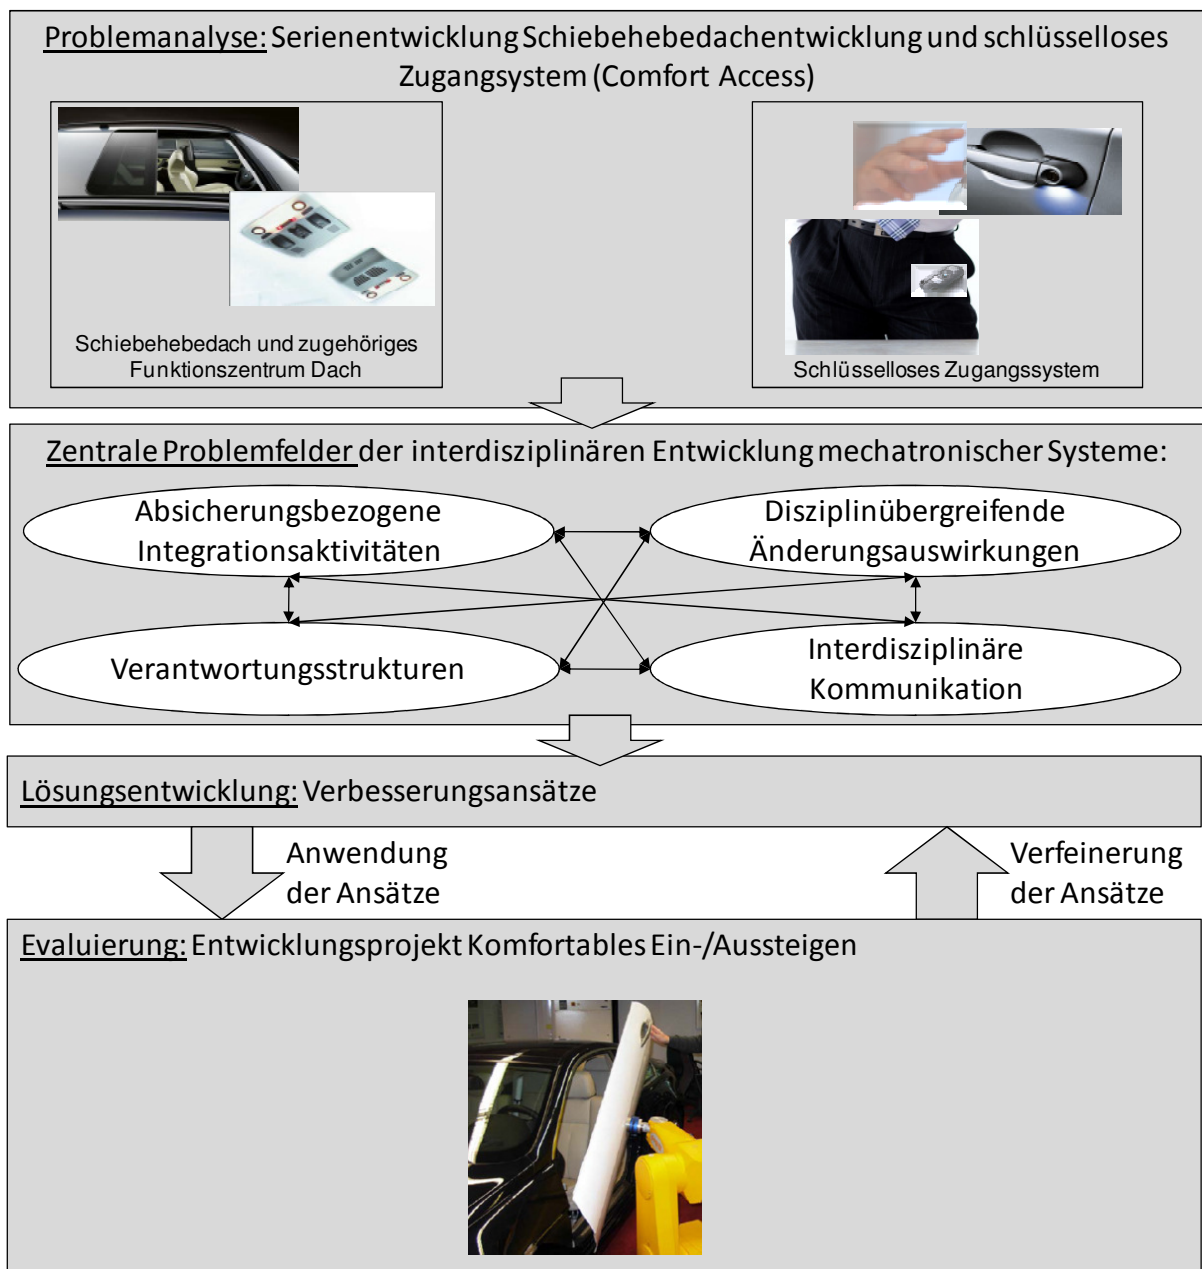 Problemanalyse: Serienentwicklung Schiebehebedachentwicklung und schlüsselloses
Zugangsystem (Comfort Access)
Schiebehebedach und zugehöriges
Funktionszentrum Dach
Schlüsselloses Zugangssystem
Zentrale Problemfelder der interdisziplinären Entwicklung mechatronischer Systeme:
Absicherungsbezogene
Integrationsaktivitäten
Disziplinübergreifende
Änderungsauswirkungen
Verantwortungsstrukturen
Interdisziplinäre
Kommunikation
Lösungsentwicklung: Verbesserungsansätze
Anwendung
der Ansätze
Verfeinerung
der Ansätze
Evaluierung: Entwicklungsprojekt Komfortables Ein-/Aussteigen